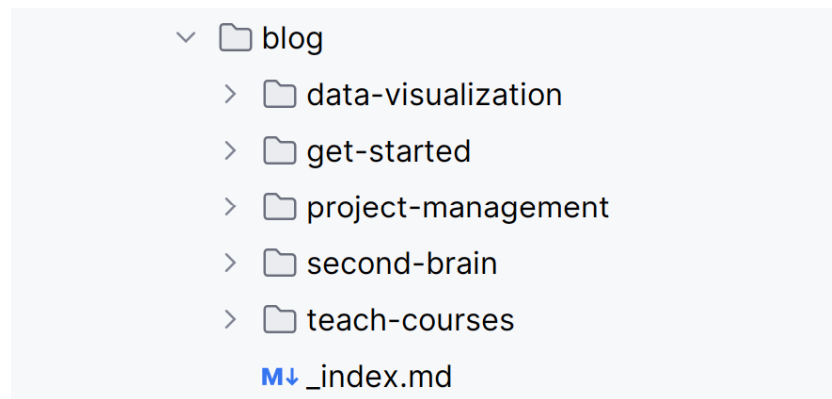 blog
data-visualization
get-started
project-management
second-brain
teach-courses
M↓ _index.md